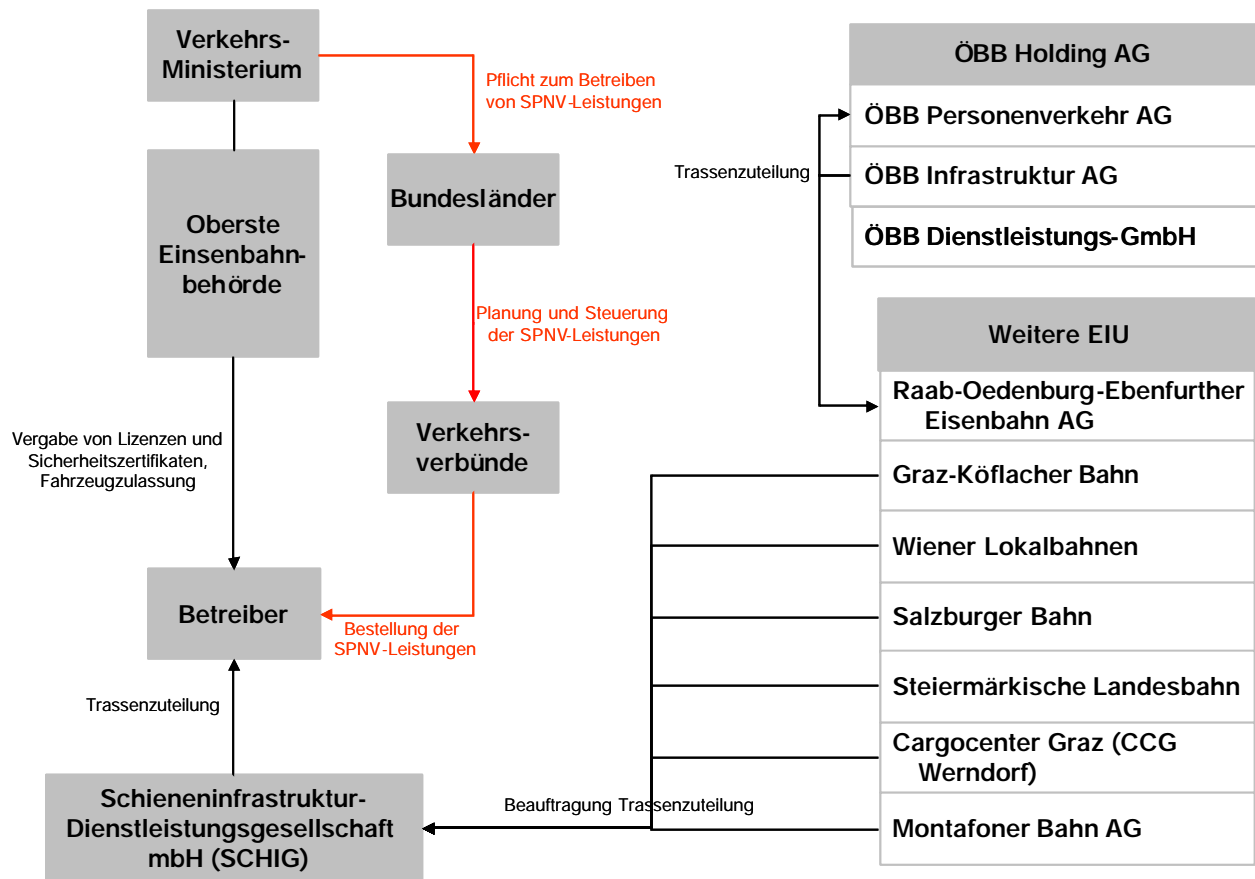 Verkehrs-
Ministerium
Pflicht zum Betreiben
von SPNV-Leistungen
Oberste
Einsenbahn-
behörde
Bundesländer
Planung und Steuerung
der SPNV-Leistungen
Vergabe von Lizenzen und
Sicherheitszertifikaten,
Fahrzeugzulassung
Verkehrs-
verbünde
Betreiber
Bestellung der
SPNV-Leistungen
Trassenzuteilung
Schieneninfrastruktur-
Dienstleistungsgesellschaft
mbH (SCHIG)
Beauftragung Trassenzuteilung
ÖBB Holding AG
ÖBB Personenverkehr AG
Trassenzuteilung
ÖBB Infrastruktur AG
ÖBB Dienstleistungs-GmbH
Weitere EIU
Raab-Oedenburg-Ebenfurther
Eisenbahn AG
Graz-Köflacher Bahn
Wiener Lokalbahnen
Salzburger Bahn
Steiermärkische Landesbahn
Cargocenter Graz (CCG
Werndorf)
Montafoner Bahn AG